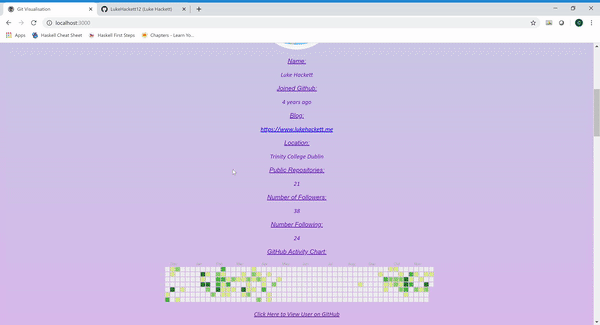 Git Visualisation
LukeHackett12 (Luke Hackett)
localhost:3000
Apps
Haskell Cheat Sheet
Haskell First Steps
Chapters - Learn Yo...
Name:
Luke Hackett
Joined Github:
4 years ago
Blog:
https://www.lukehackett.me
Location:
Trinity College Dublin
Public Repositories:
21
Number of Followers:
38
Number Following:
24
GitHub Activity Chart:
Click Here to View User on GitHub